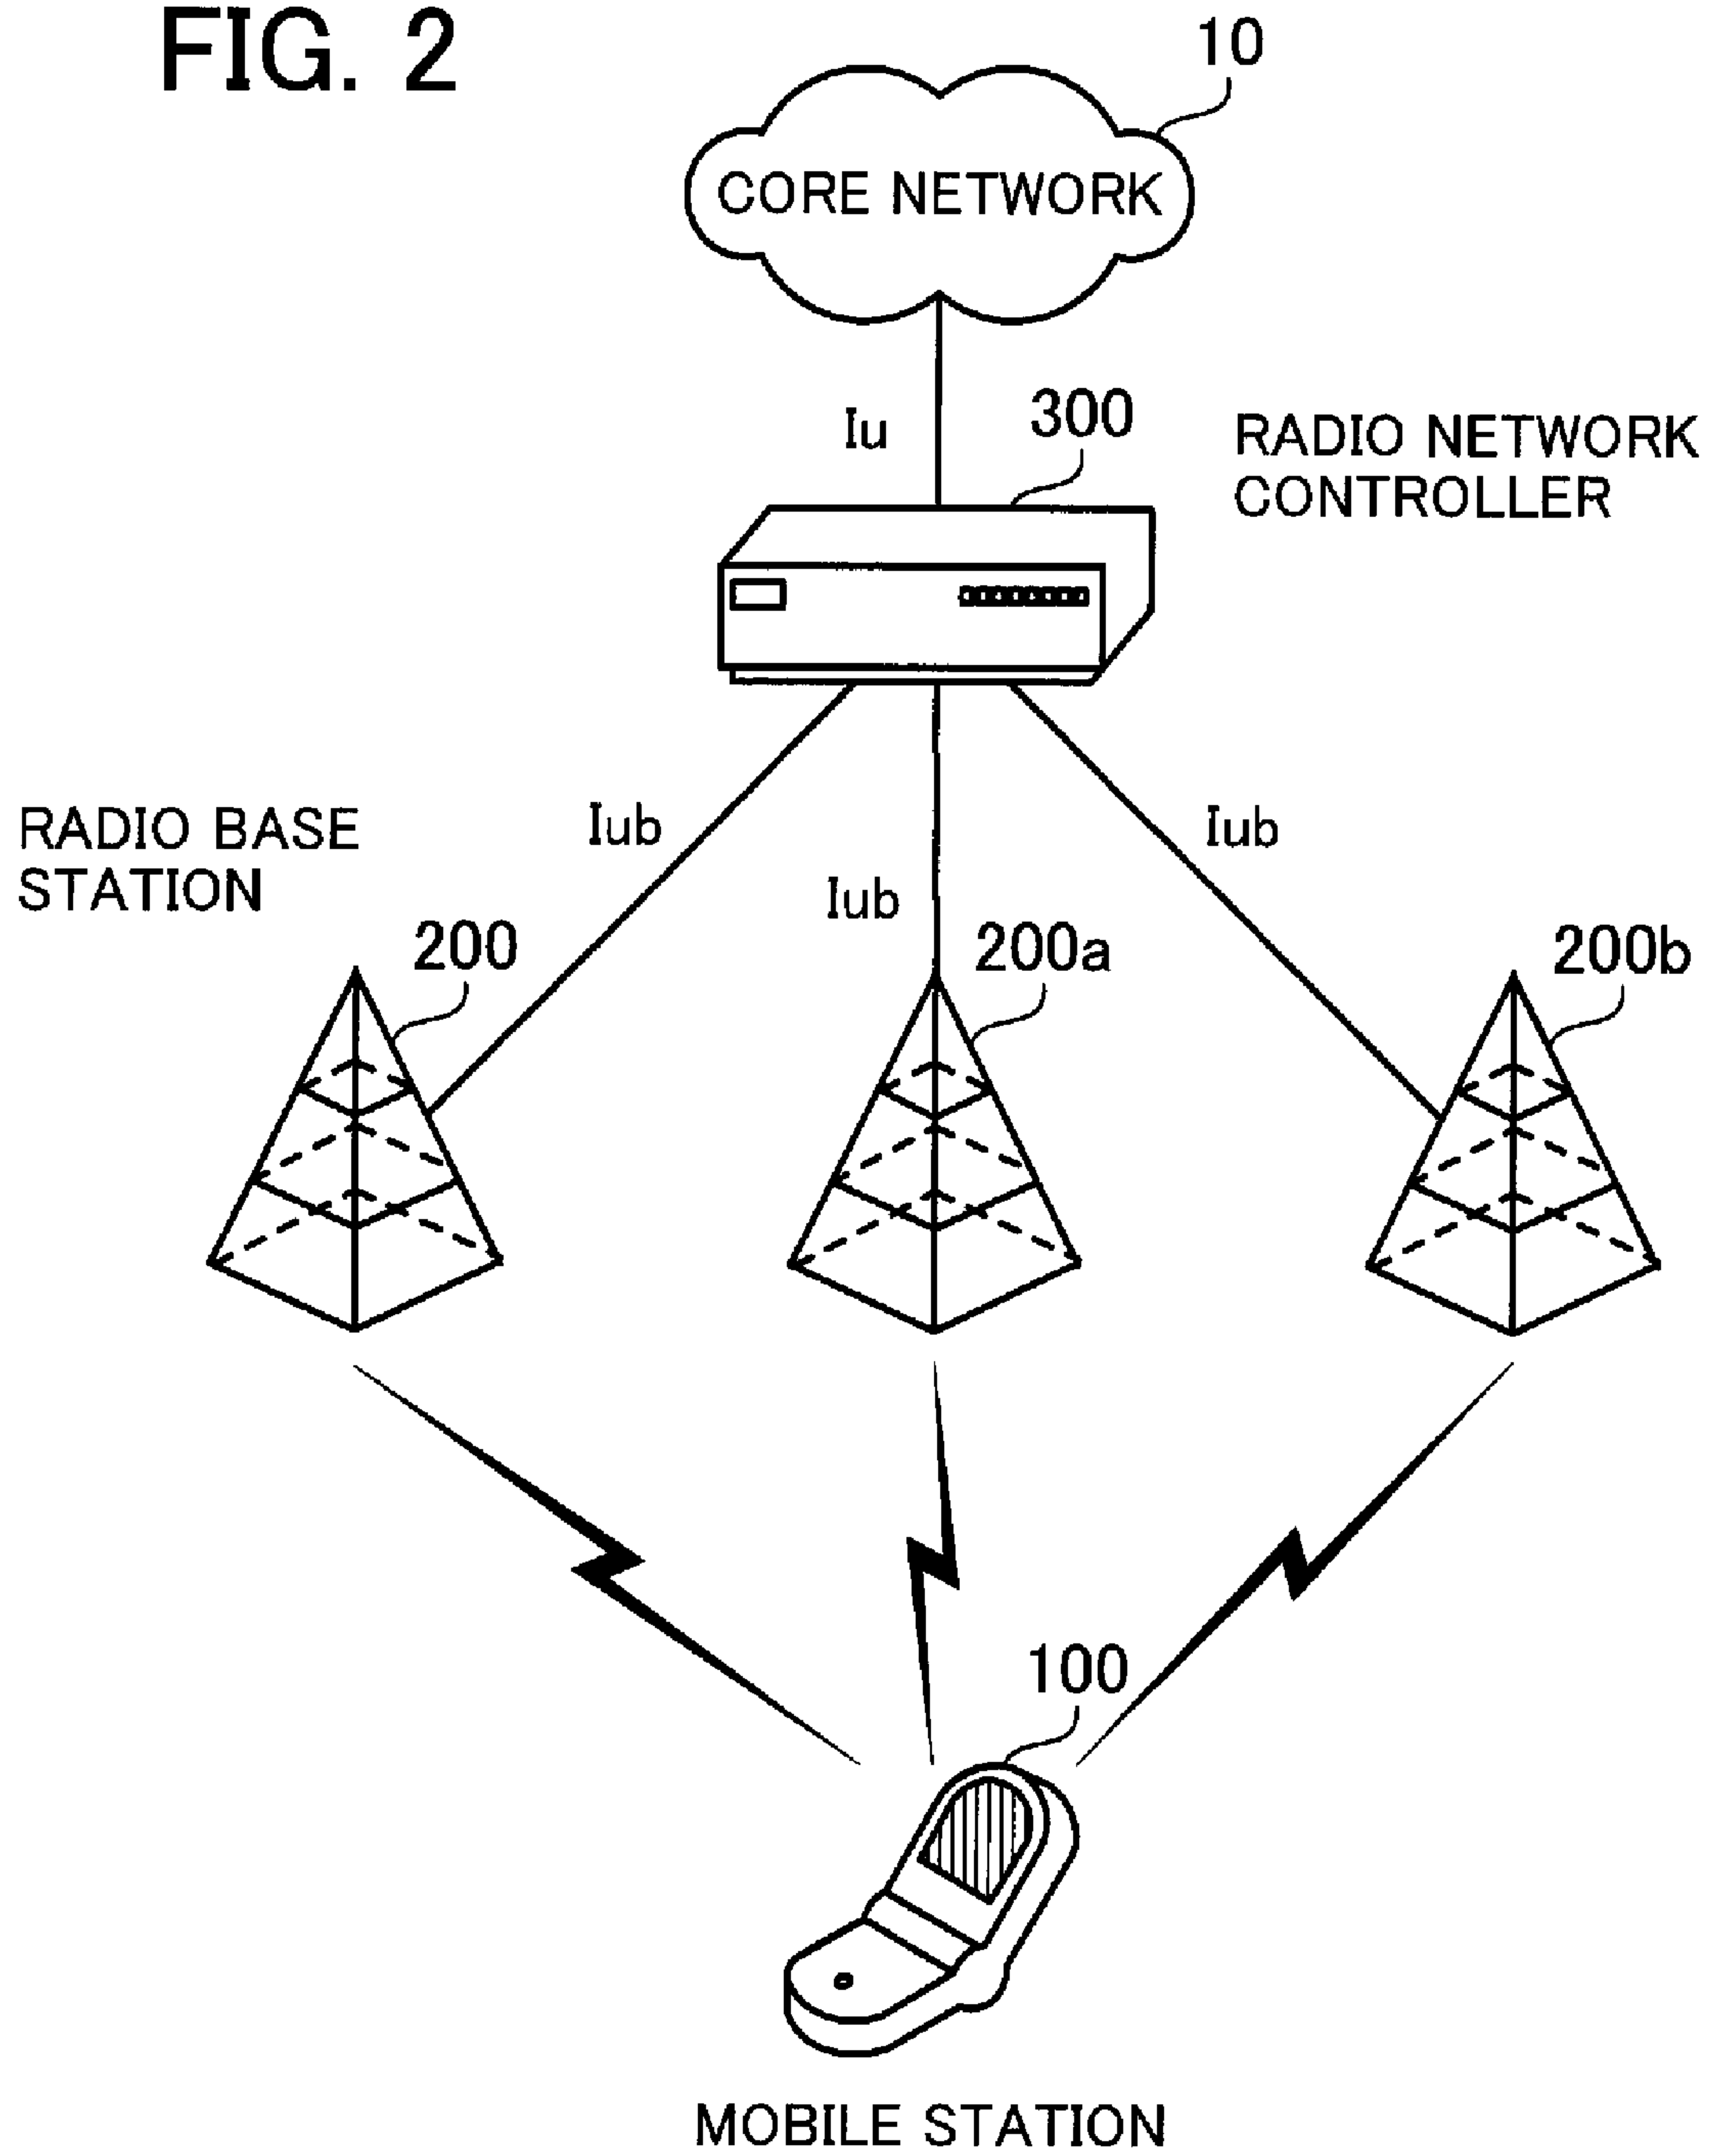 FIG. 2
10
CORE NETWORK
Iu
300
RADIO NETWORK
CONTROLLER
RADIO BASE
STATION
Iub
Iub
Iub
200
200a
200b
100
MOBILE STATION